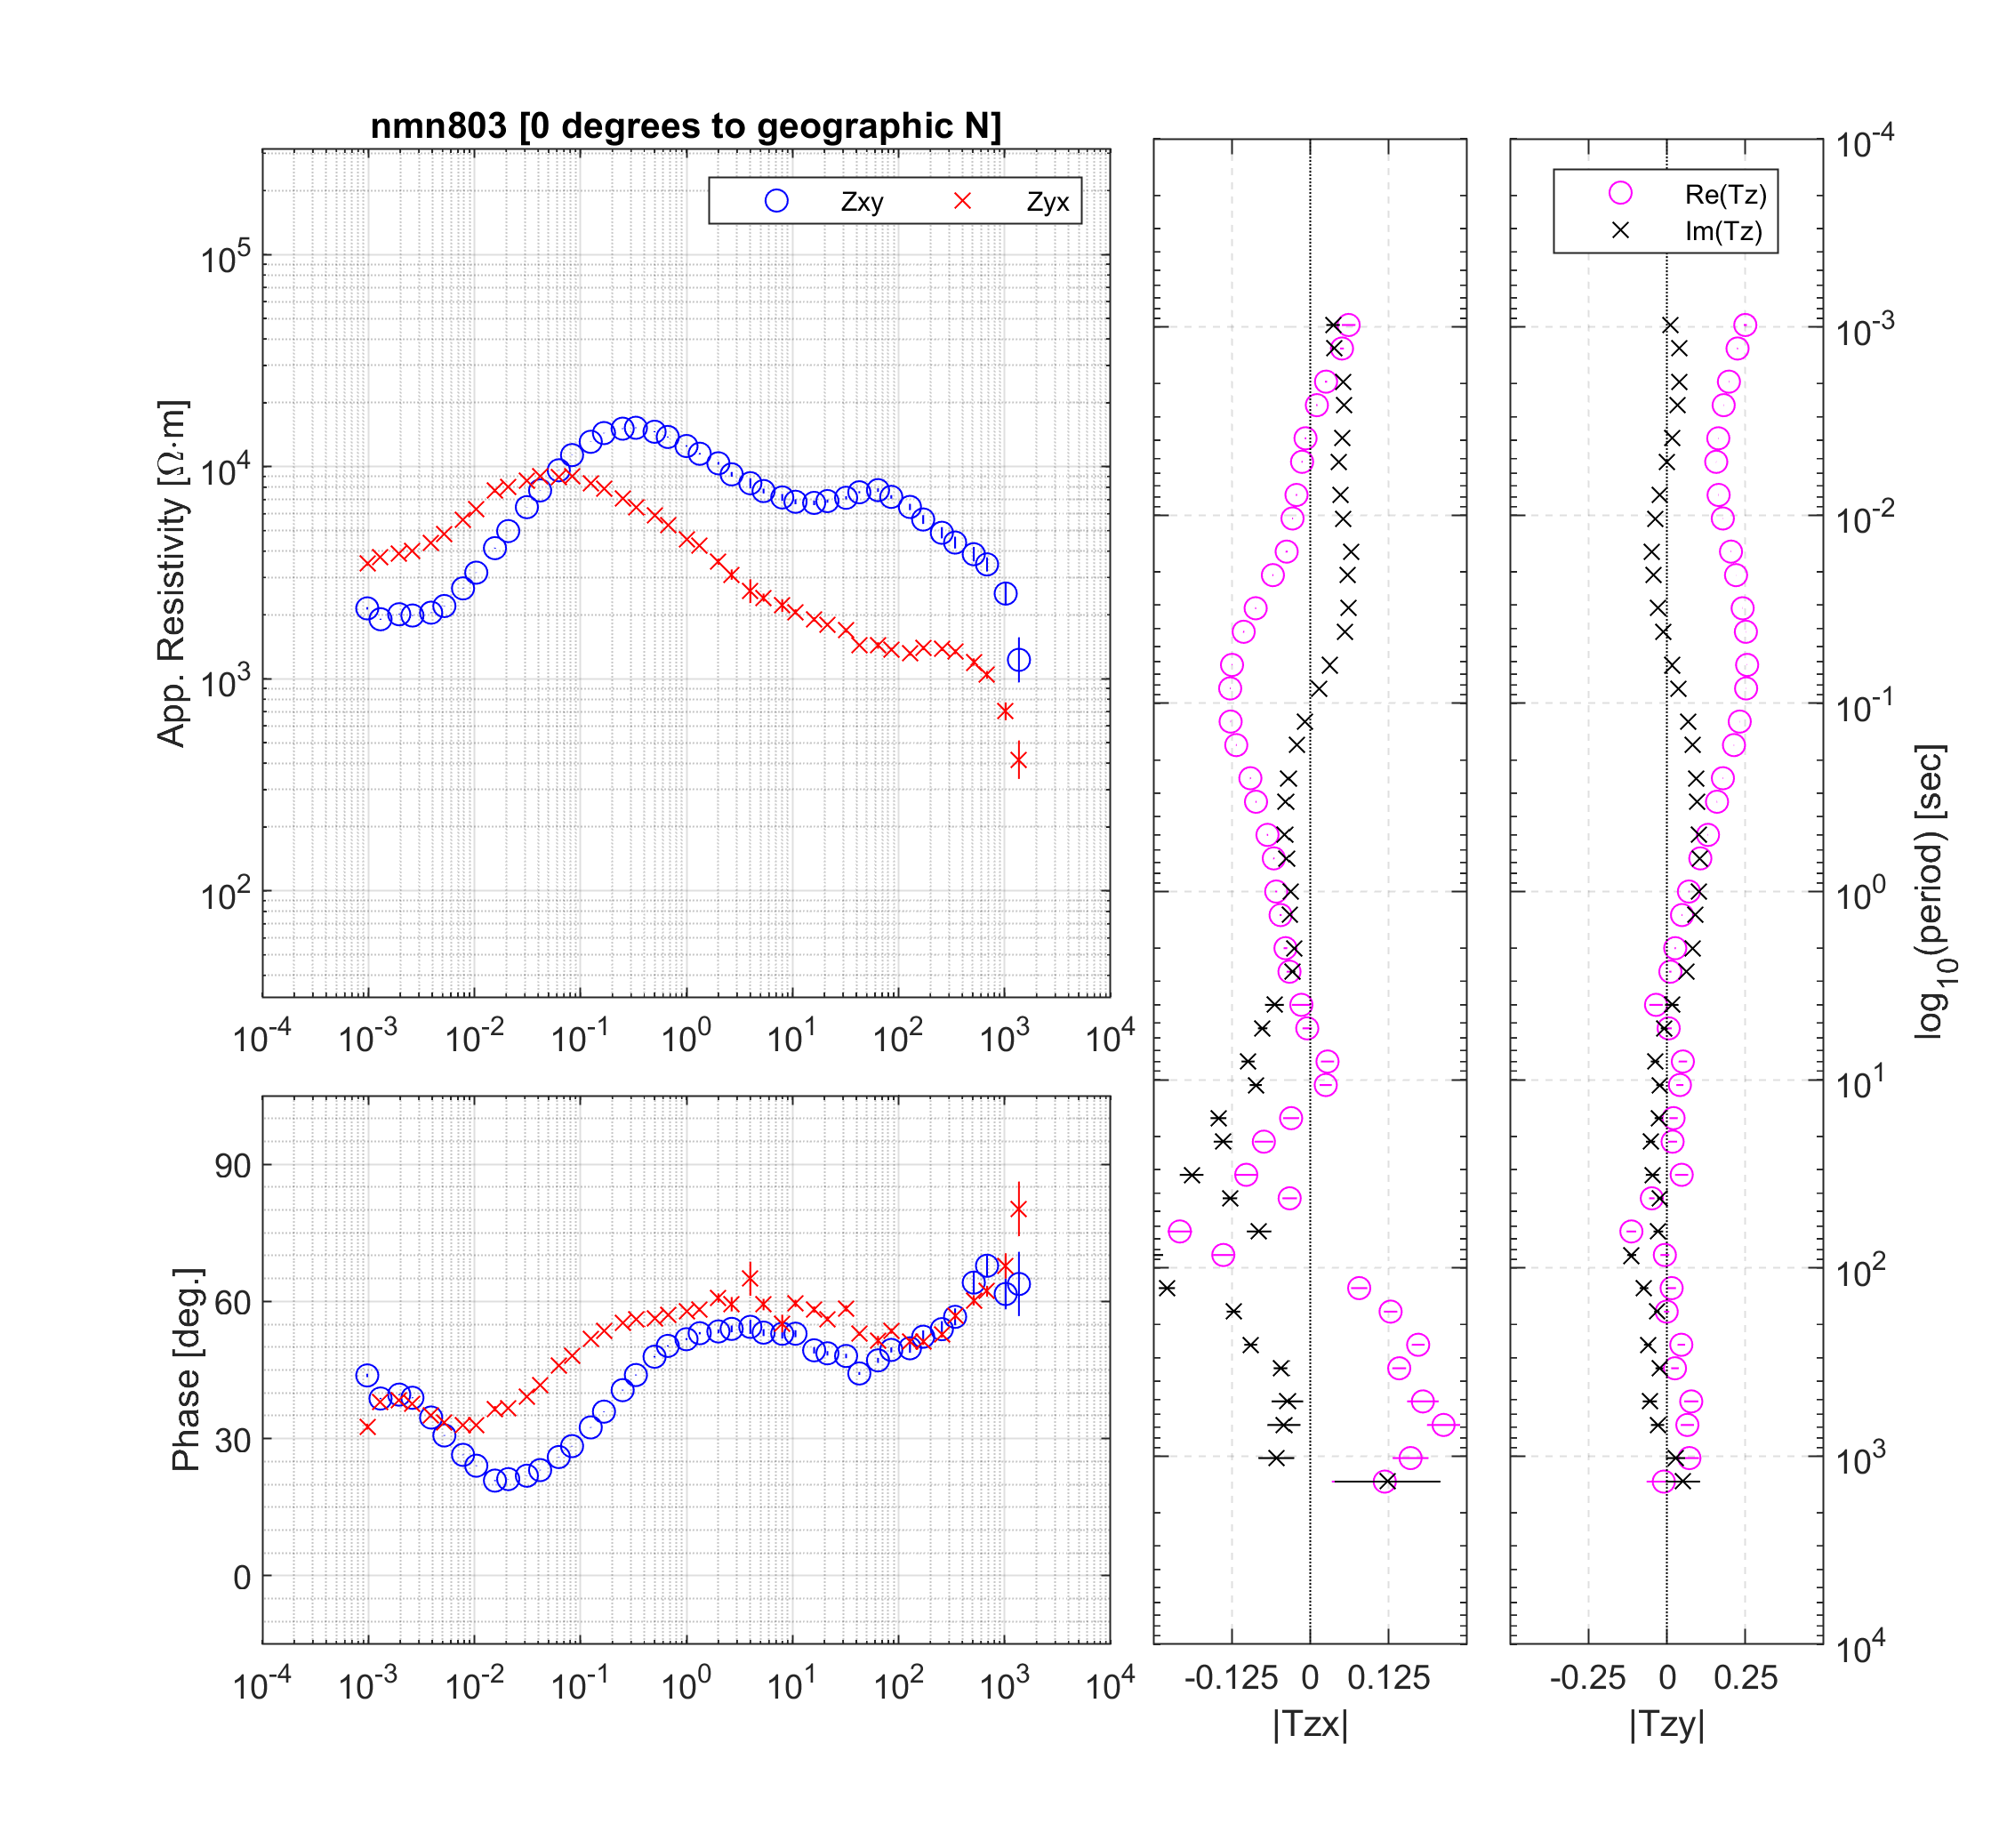 nmn803 [0 degrees to geographic N]
Zxy Zyx
App. Resistivity [Ω·m]
10^5
10^4
10^3
10^2
10^-4 10^-3 10^-2 10^-1 10^0 10^1 10^2 10^3 10^4
Phase [deg.]
90
60
30
0
10^-4 10^-3 10^-2 10^-1 10^0 10^1 10^2 10^3 10^4
-0.125 0 0.125
|Tzx|
Re(Tz)
Im(Tz)
-0.25 0 0.25
|Tzy|
10^-4
10^-3
10^-2
10^-1
10^0
10^1
10^2
10^3
10^4
log_10(period) [sec]